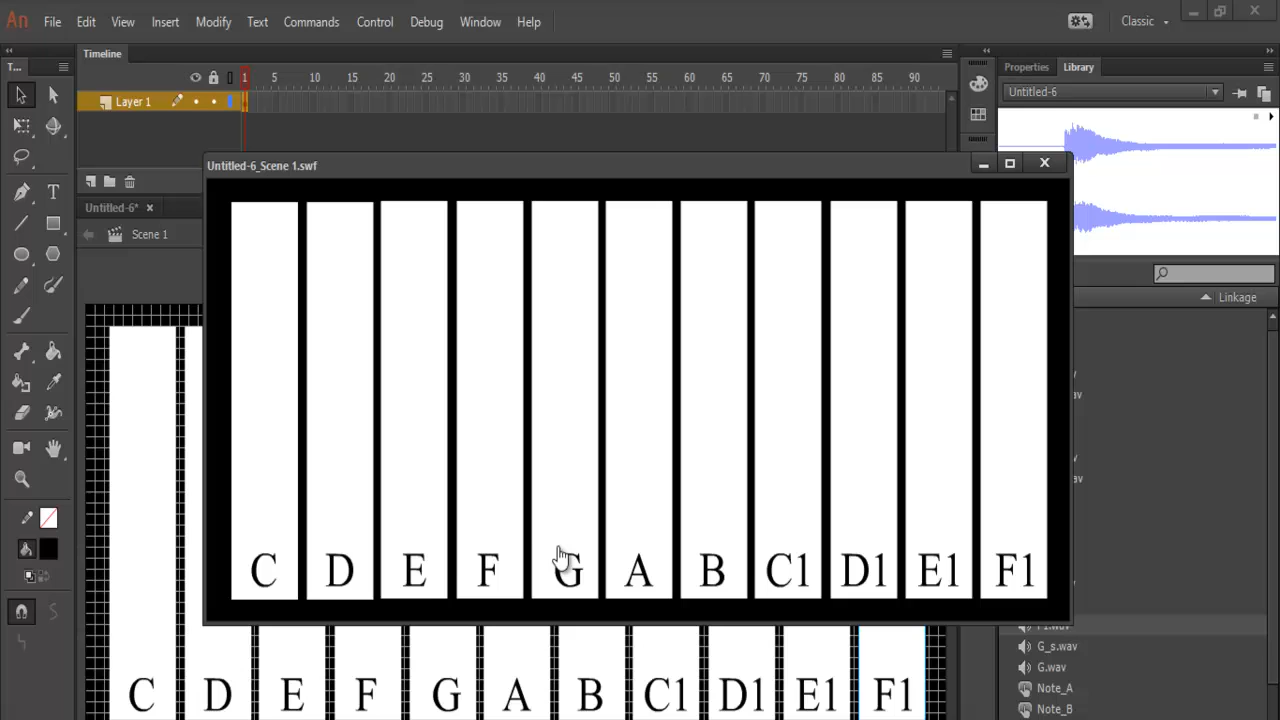 An File Edit View Insert Modify Text Commands Control Debug Window Help Classic
Timeline
T...
1 5 10 15 20 25 30 35 40 45 50 55 60 65 70 75 80 85 90
Properties Library
Layer 1
Untitled-6
Untitled-6_Scene 1.swf
Untitled-6*
Scene 1
Linkage
C D E F G A B C1 D1 E1 F1
G_s.wav
G.wav
Note_A
C D E F G A B C1 D1 E1 F1
Note_B